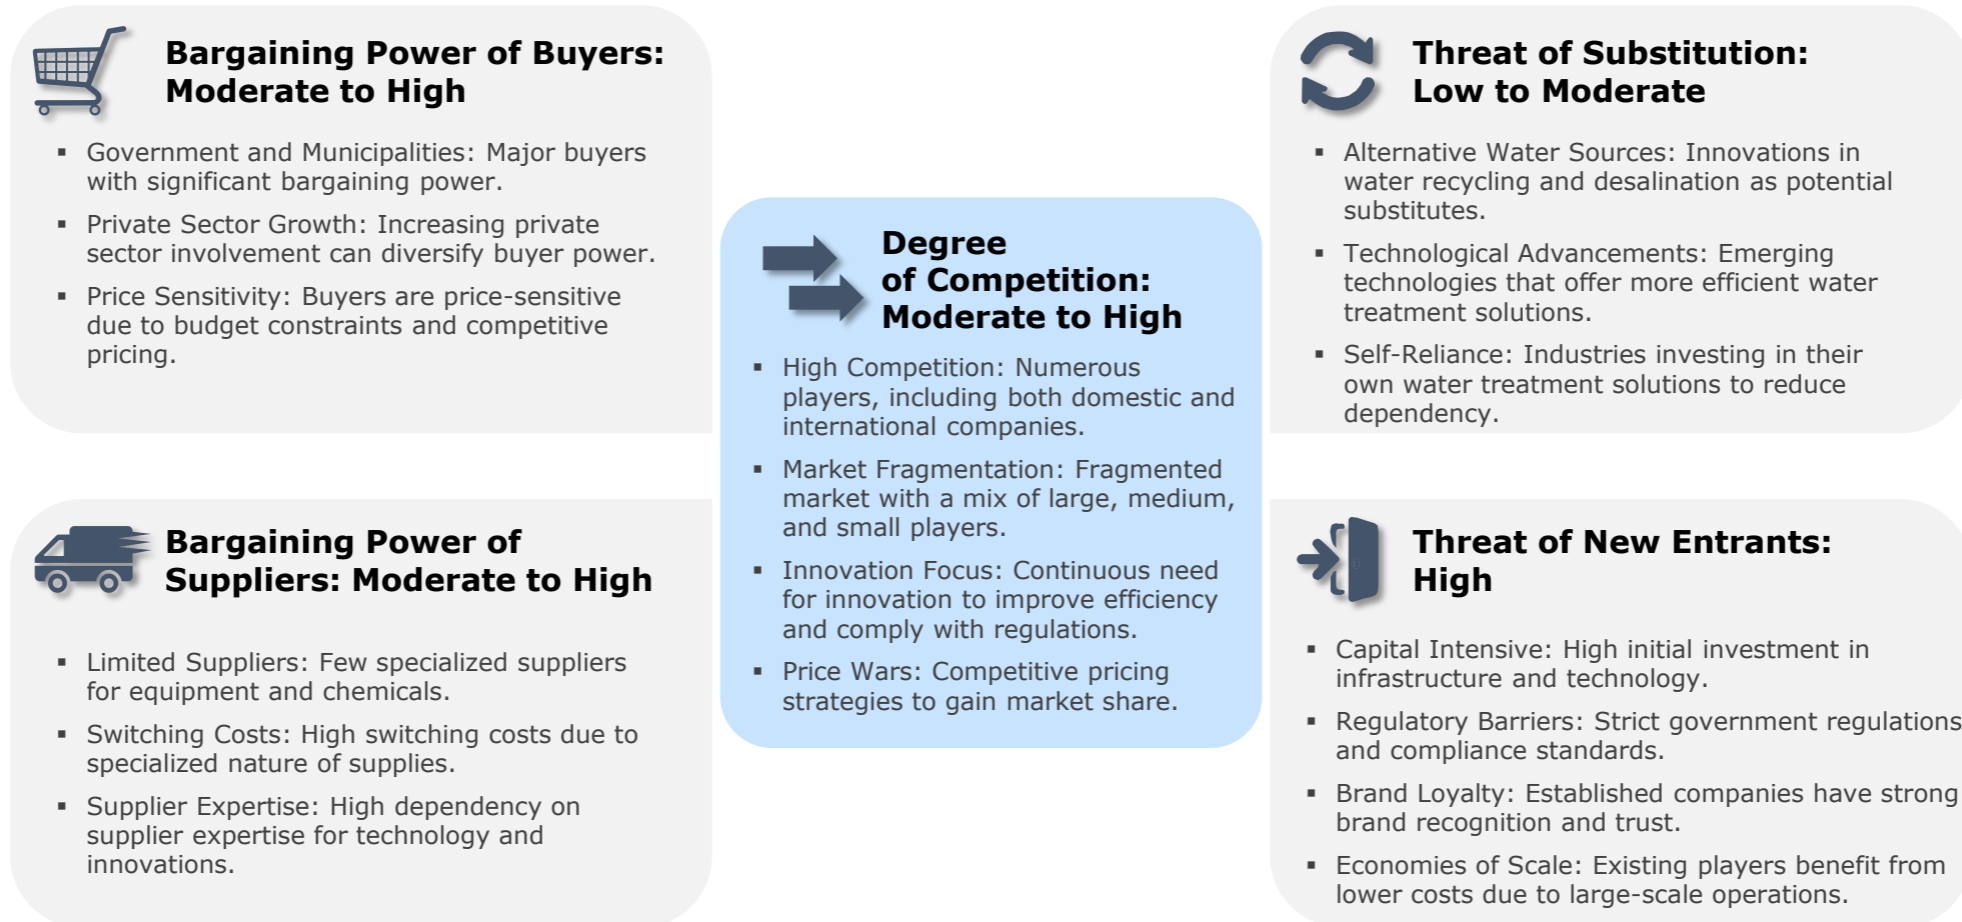 Bargaining Power of Buyers:
Moderate to High
▪ Government and Municipalities: Major buyers
with significant bargaining power.
▪ Private Sector Growth: Increasing private
sector involvement can diversify buyer power.
▪ Price Sensitivity: Buyers are price-sensitive
due to budget constraints and competitive
pricing.
Bargaining Power of
Suppliers: Moderate to High
▪ Limited Suppliers: Few specialized suppliers
for equipment and chemicals.
▪ Switching Costs: High switching costs due to
specialized nature of supplies.
▪ Supplier Expertise: High dependency on
supplier expertise for technology and
innovations.
Degree
of Competition:
Moderate to High
▪ High Competition: Numerous
players, including both domestic and
international companies.
▪ Market Fragmentation: Fragmented
market with a mix of large, medium,
and small players.
▪ Innovation Focus: Continuous need
for innovation to improve efficiency
and comply with regulations.
▪ Price Wars: Competitive pricing
strategies to gain market share.
Threat of Substitution:
Low to Moderate
▪ Alternative Water Sources: Innovations in
water recycling and desalination as potential
substitutes.
▪ Technological Advancements: Emerging
technologies that offer more efficient water
treatment solutions.
▪ Self-Reliance: Industries investing in their
own water treatment solutions to reduce
dependency.
Threat of New Entrants:
High
▪ Capital Intensive: High initial investment in
infrastructure and technology.
▪ Regulatory Barriers: Strict government regulations
and compliance standards.
▪ Brand Loyalty: Established companies have strong
brand recognition and trust.
▪ Economies of Scale: Existing players benefit from
lower costs due to large-scale operations.